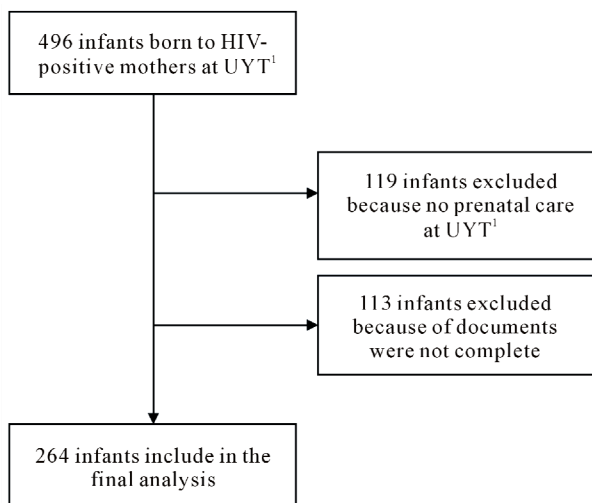 496 infants born to HIV-
positive mothers at UYT¹
119 infants excluded
because no prenatal care
at UYT¹
113 infants excluded
because of documents
were not complete
264 infants include in the
final analysis